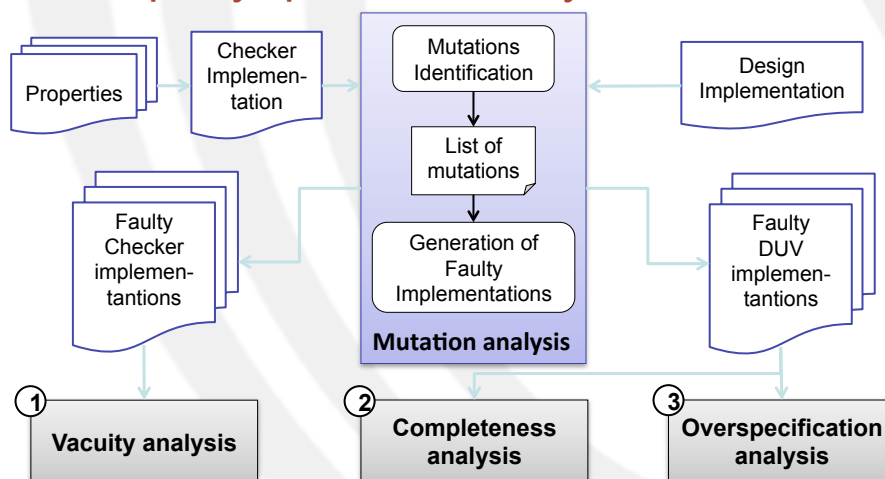 Properties
Checker
Implemen-
tation
Mutations
Identification
Design
Implementation
List of
mutations
Faulty
Checker
implemen-
tantions
Generation of
Faulty
Implementations
Faulty
DUV
implemen-
tantions
Mutation analysis
1
Vacuity analysis
2
Completeness
analysis
3
Overspecification
analysis